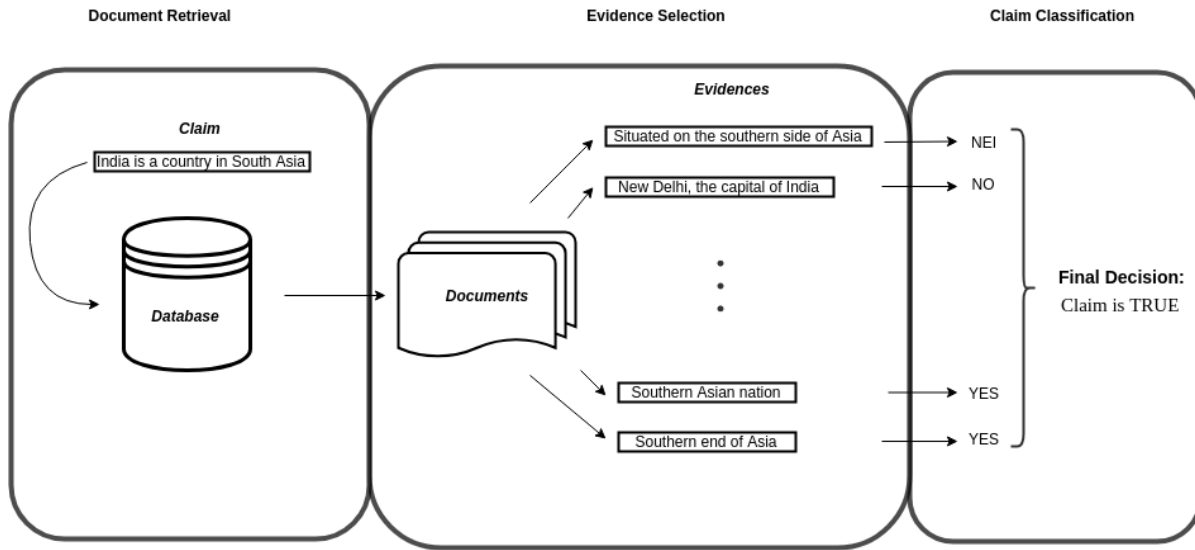 Document Retrieval
Evidence Selection
Claim Classification
Claim
India is a country in South Asia
Database
Documents
Evidences
Situated on the southern side of Asia
New Delhi, the capital of India
Southern Asian nation
Southern end of Asia
NEI
NO
YES
YES
Final Decision:
Claim is TRUE